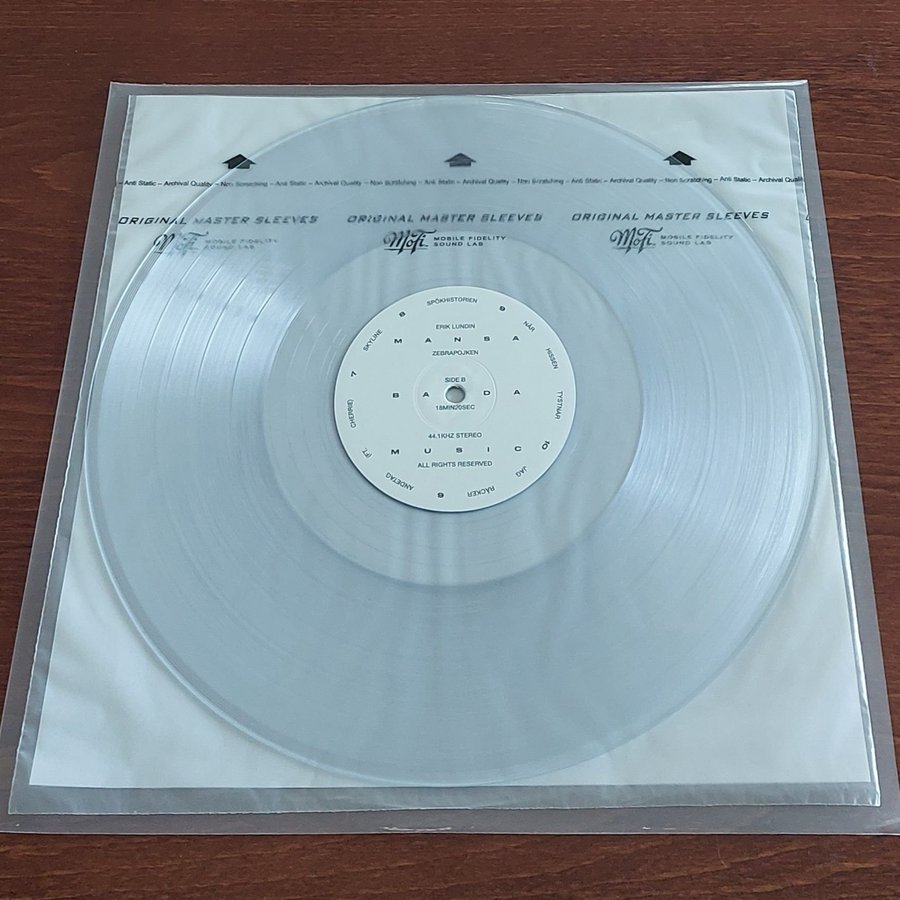 – Anti Static – Archival Quality – Non Scratching – Anti Static – Archival Quality – Non Scratching – Anti Static – Archival Quality – Non Scratching – Anti Static – Archival Quality – Non Scratching – Anti Static – Archival Quali
ORIGINAL MASTER SLEEVES ORIGINAL MASTER SLEEVES ORIGINAL MASTER SLEEVES
MoFi MOBILE FIDELITY SOUND LAB MoFi MOBILE FIDELITY SOUND LAB MoFi MOBILE FIDELITY SOUND LAB
ERIK LUNDIN
MANSA
ZEBRAPOJKEN
SIDE B
BANDA
18MIN20SEC
44.1KHZ STEREO
MUSIC
ALL RIGHTS RESERVED
6 ANDETAG (FT. CHERRIE)
7 SKYLINE
8 SPÖKHISTORIEN
9 NÄR HISSEN TYSTNAR
10 JAG RÄCKER